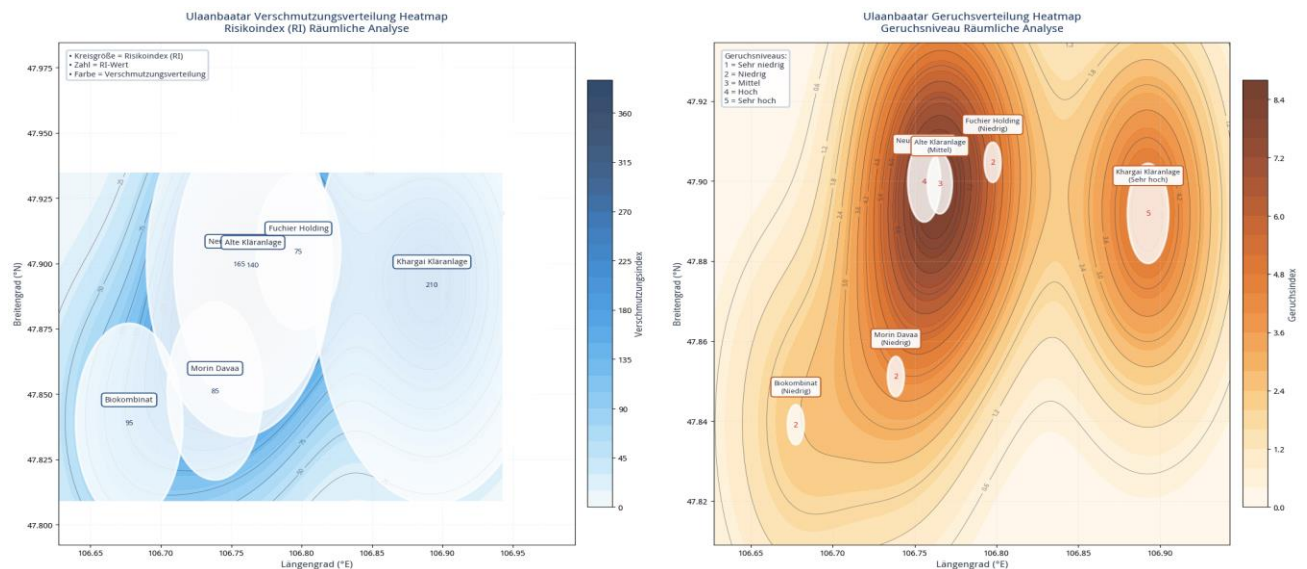 Ulaanbaatar Verschmutzungsverteilung Heatmap
Risikoindex (RI) Räumliche Analyse
• Kreisgröße = Risikoindex (RI)
• Zahl = RI-Wert
• Farbe = Verschmutzungsverteilung
47.975
47.950
47.925
47.900
47.875
47.850
47.825
47.800
Breitengrad (°N)
Fuchier Holding
75
Alte Kläranlage
165
140
Khargai Kläranlage
210
Morin Davaa
85
Biokombinat
95
106.65
106.70
106.75
106.80
106.85
106.90
106.95
Längengrad (°E)
360
315
270
225
180
135
90
45
0
Verschmutzungsindex
Ulaanbaatar Geruchsverteilung Heatmap
Geruchsniveau Räumliche Analyse
Geruchsniveaus:
1 = Sehr niedrig
2 = Niedrig
3 = Mittel
4 = Hoch
5 = Sehr hoch
47.92
47.90
47.88
47.86
47.84
47.82
Breitengrad (°N)
Fuchier Holding
(Niedrig)
2
Alte Kläranlage
(Mittel)
4
3
Khargai Kläranlage
(Sehr hoch)
5
Morin Davaa
(Niedrig)
2
Biokombinat
(Niedrig)
2
106.65
106.70
106.75
106.80
106.85
106.90
Längengrad (°E)
8.4
7.2
6.0
4.8
3.6
2.4
1.2
0.0
Geruchsindex